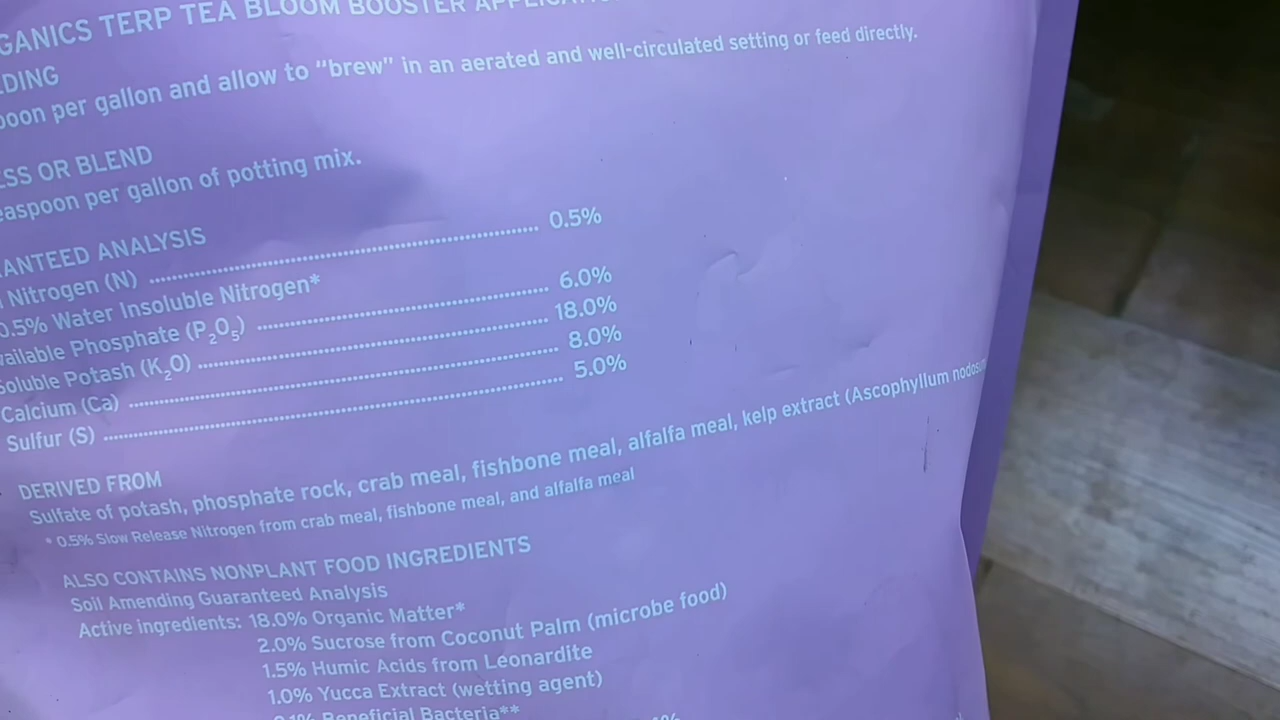 GANICS TERP TEA BLOOM BOOSTER
DING
poon per gallon and allow to "brew" in an aerated and well-circulated setting or feed directly.
ESS OR BLEND
easpoon per gallon of potting mix.
ANTEED ANALYSIS
Nitrogen (N) 0.5%
0.5% Water Insoluble Nitrogen*
vailable Phosphate (P₂O₅) 6.0%
Soluble Potash (K₂O) 18.0%
Calcium (Ca) 8.0%
Sulfur (S) 5.0%
DERIVED FROM
Sulfate of potash, phosphate rock, crab meal, fishbone meal, alfalfa meal, kelp extract (Ascophyllum nodos
* 0.5% Slow Release Nitrogen from crab meal, fishbone meal, and alfalfa meal
ALSO CONTAINS NONPLANT FOOD INGREDIENTS
Soil Amending Guaranteed Analysis
Active ingredients: 18.0% Organic Matter*
2.0% Sucrose from Coconut Palm (microbe food)
1.5% Humic Acids from Leonardite
1.0% Yucca Extract (wetting agent)
0.1% Beneficial Bacteria**